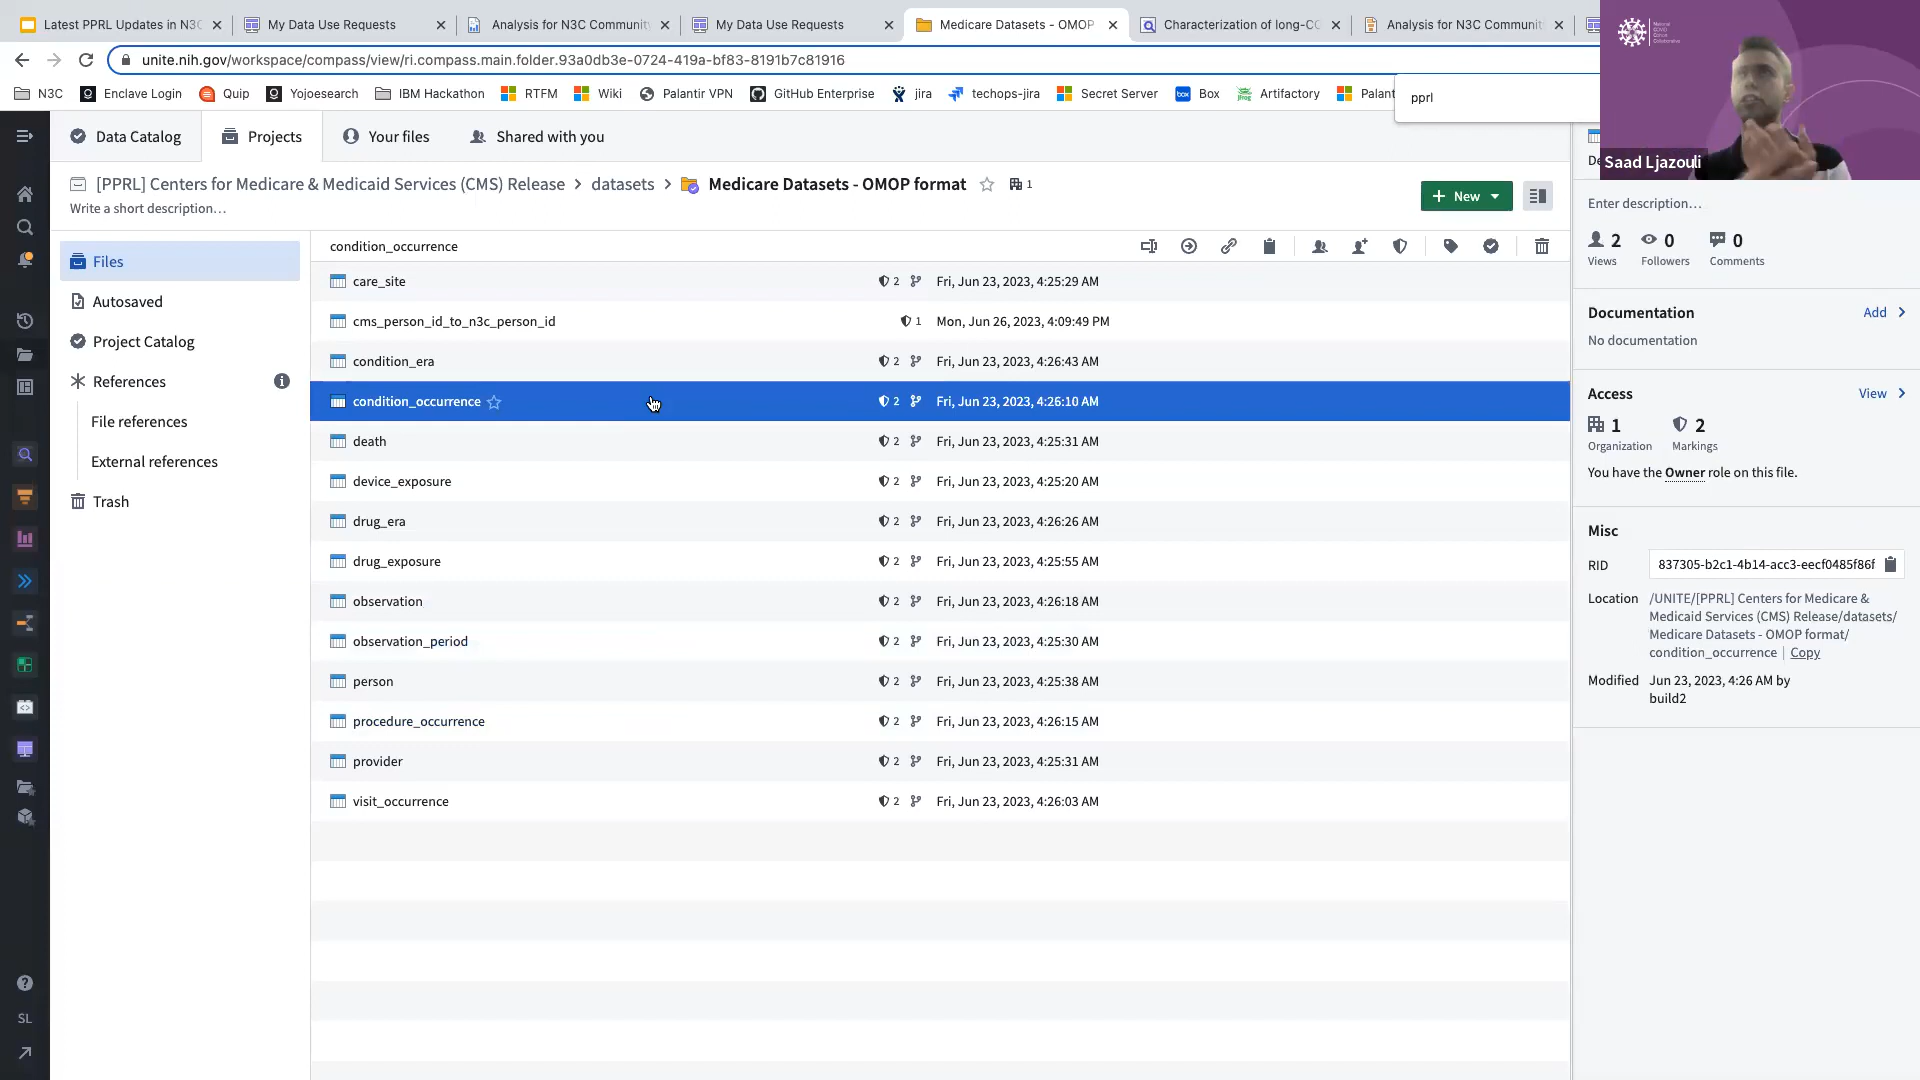 Latest PPRL Updates in N3C
My Data Use Requests
Analysis for N3C Community
My Data Use Requests
Medicare Datasets - OMOP
Characterization of long-CO
Analysis for N3C Communit
unite.nih.gov/workspace/compass/view/ri.compass.main.folder.93a0db3e-0724-419a-bf83-8191b7c81916
N3C
Enclave Login
Quip
Yojoesearch
IBM Hackathon
RTFM
Wiki
Palantir VPN
GitHub Enterprise
jira
techops-jira
Secret Server
Box
Artifactory
Palant
pprl
Saad Ljazouli
Data Catalog
Projects
Your files
Shared with you
[PPRL] Centers for Medicare & Medicaid Services (CMS) Release > datasets > Medicare Datasets - OMOP format 1
Write a short description...
New
Files
Autosaved
Project Catalog
References
File references
External references
Trash
condition_occurrence
care_site 2 Fri, Jun 23, 2023, 4:25:29 AM
cms_person_id_to_n3c_person_id 1 Mon, Jun 26, 2023, 4:09:49 PM
condition_era 2 Fri, Jun 23, 2023, 4:26:43 AM
condition_occurrence 2 Fri, Jun 23, 2023, 4:26:10 AM
death 2 Fri, Jun 23, 2023, 4:25:31 AM
device_exposure 2 Fri, Jun 23, 2023, 4:25:20 AM
drug_era 2 Fri, Jun 23, 2023, 4:26:26 AM
drug_exposure 2 Fri, Jun 23, 2023, 4:25:55 AM
observation 2 Fri, Jun 23, 2023, 4:26:18 AM
observation_period 2 Fri, Jun 23, 2023, 4:25:30 AM
person 2 Fri, Jun 23, 2023, 4:25:38 AM
procedure_occurrence 2 Fri, Jun 23, 2023, 4:26:15 AM
provider 2 Fri, Jun 23, 2023, 4:25:31 AM
visit_occurrence 2 Fri, Jun 23, 2023, 4:26:03 AM
SL
De
Enter description...
2 0 0
Views Followers Comments
Documentation Add
No documentation
Access View
1 2
Organization Markings
You have the Owner role on this file.
Misc
RID 837305-b2c1-4b14-acc3-eecf0485f86f
Location /UNITE/[PPRL] Centers for Medicare &
Medicaid Services (CMS) Release/datasets/
Medicare Datasets - OMOP format/
condition_occurrence | Copy
Modified Jun 23, 2023, 4:26 AM by
build2